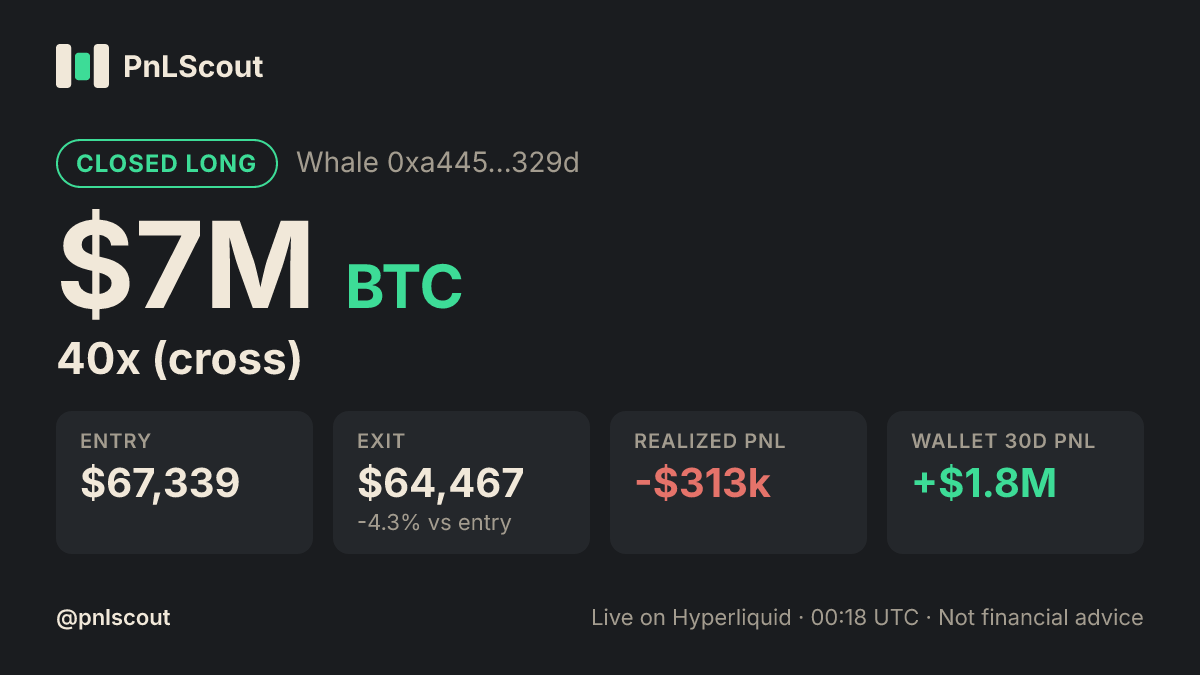 PnLScout
CLOSED LONG Whale 0xa445...329d
$7M BTC
40x (cross)
ENTRY
$67,339
EXIT
$64,467
-4.3% vs entry
REALIZED PNL
-$313k
WALLET 30D PNL
+$1.8M
@pnlscout
Live on Hyperliquid · 00:18 UTC · Not financial advice